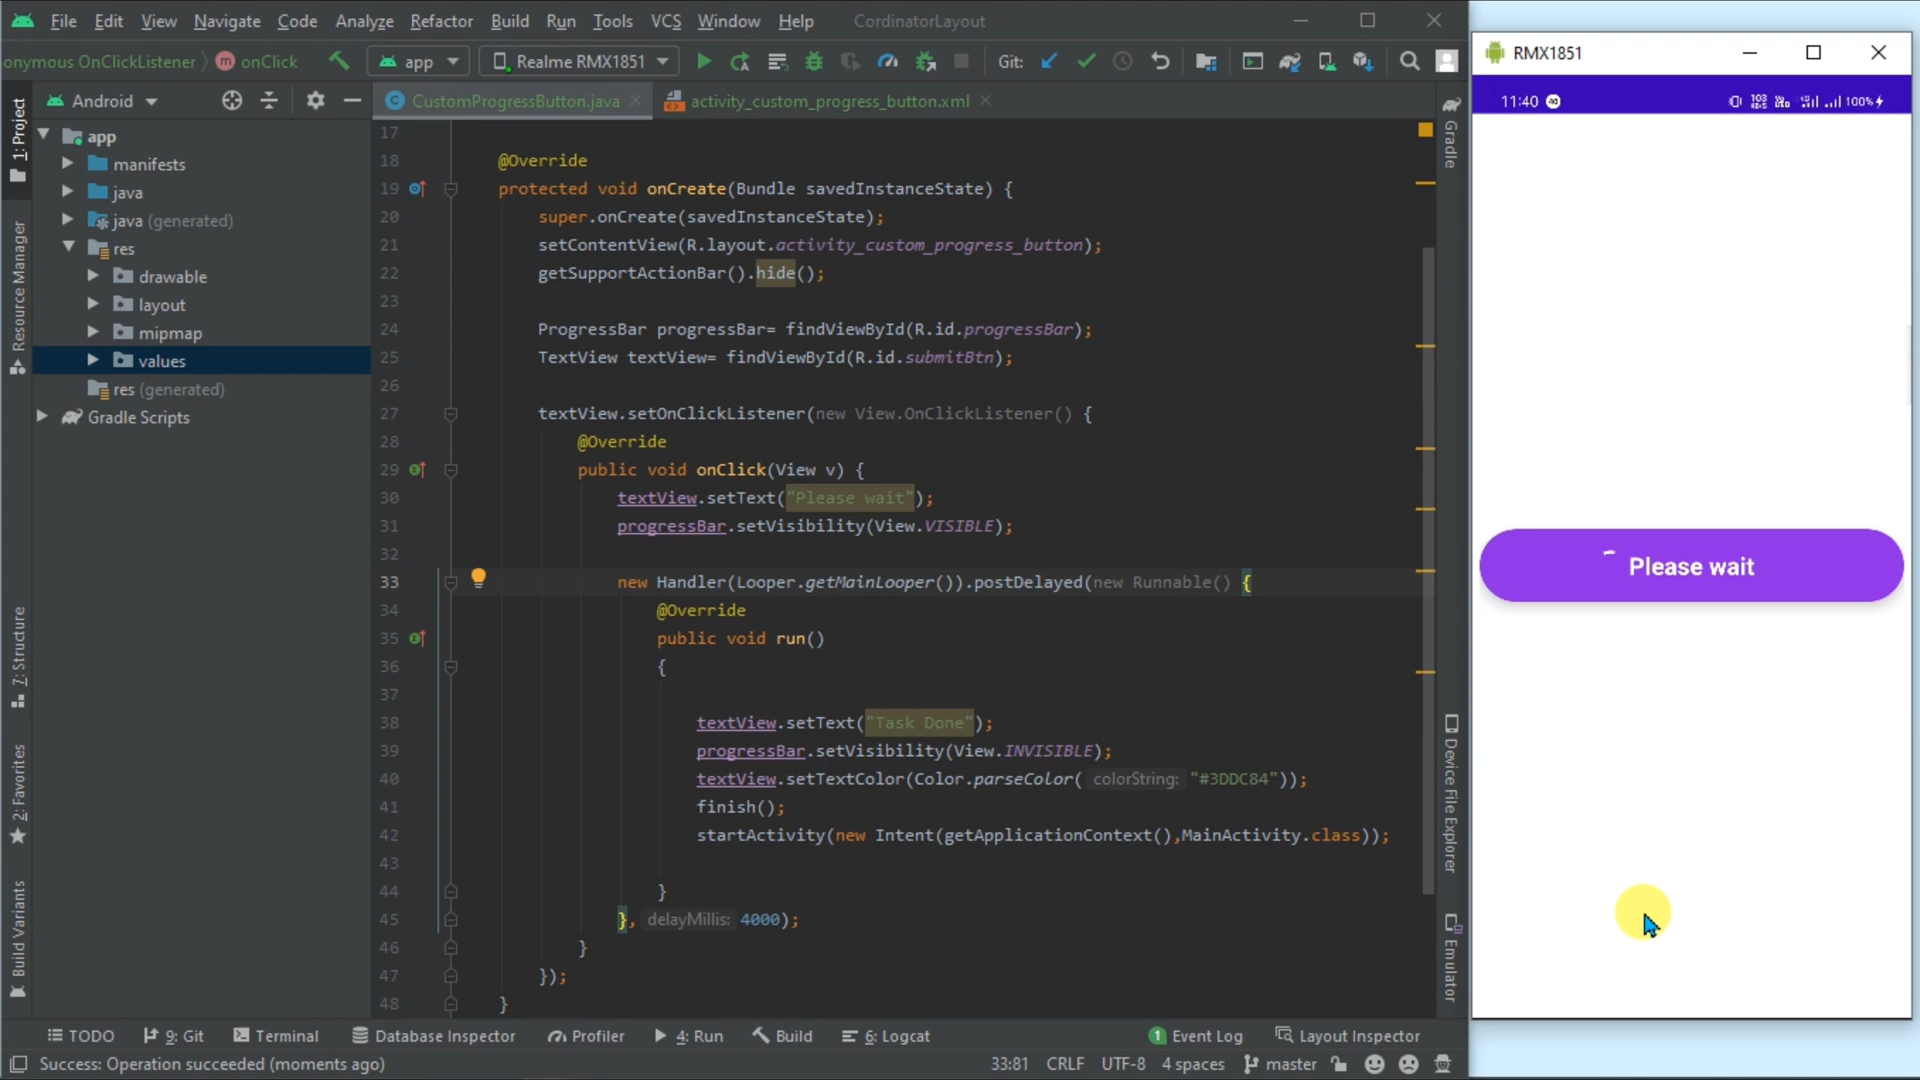 File Edit View Navigate Code Analyze Refactor Build Run Tools VCS Window Help CordinatorLayout
onymous OnClickListener onClick app Realme RMX1851 Git:
Android
CustomProgressButton.java activity_custom_progress_button.xml
1: Project
Resource Manager
7: Structure
2: Favorites
Build Variants
app
manifests
java
java (generated)
res
drawable
layout
mipmap
values
res (generated)
Gradle Scripts
17
18 @Override
19 protected void onCreate(Bundle savedInstanceState) {
20 super.onCreate(savedInstanceState);
21 setContentView(R.layout.activity_custom_progress_button);
22 getSupportActionBar().hide();
23
24 ProgressBar progressBar= findViewById(R.id.progressBar);
25 TextView textView= findViewById(R.id.submitBtn);
26
27 textView.setOnClickListener(new View.OnClickListener() {
28 @Override
29 public void onClick(View v) {
30 textView.setText("Please wait");
31 progressBar.setVisibility(View.VISIBLE);
32
33 new Handler(Looper.getMainLooper()).postDelayed(new Runnable() {
34 @Override
35 public void run()
36 {
37
38 textView.setText("Task Done");
39 progressBar.setVisibility(View.INVISIBLE);
40 textView.setTextColor(Color.parseColor( colorString: "#3DDC84"));
41 finish();
42 startActivity(new Intent(getApplicationContext(),MainActivity.class));
43
44 }
45 }, delayMillis: 4000);
46 }
47 });
48 }
Gradle
Device File Explorer
Emulator
TODO 9: Git Terminal Database Inspector Profiler 4: Run Build 6: Logcat 1 Event Log Layout Inspector
Success: Operation succeeded (moments ago) 33:81 CRLF UTF-8 4 spaces master
RMX1851
11:40 100%
Please wait